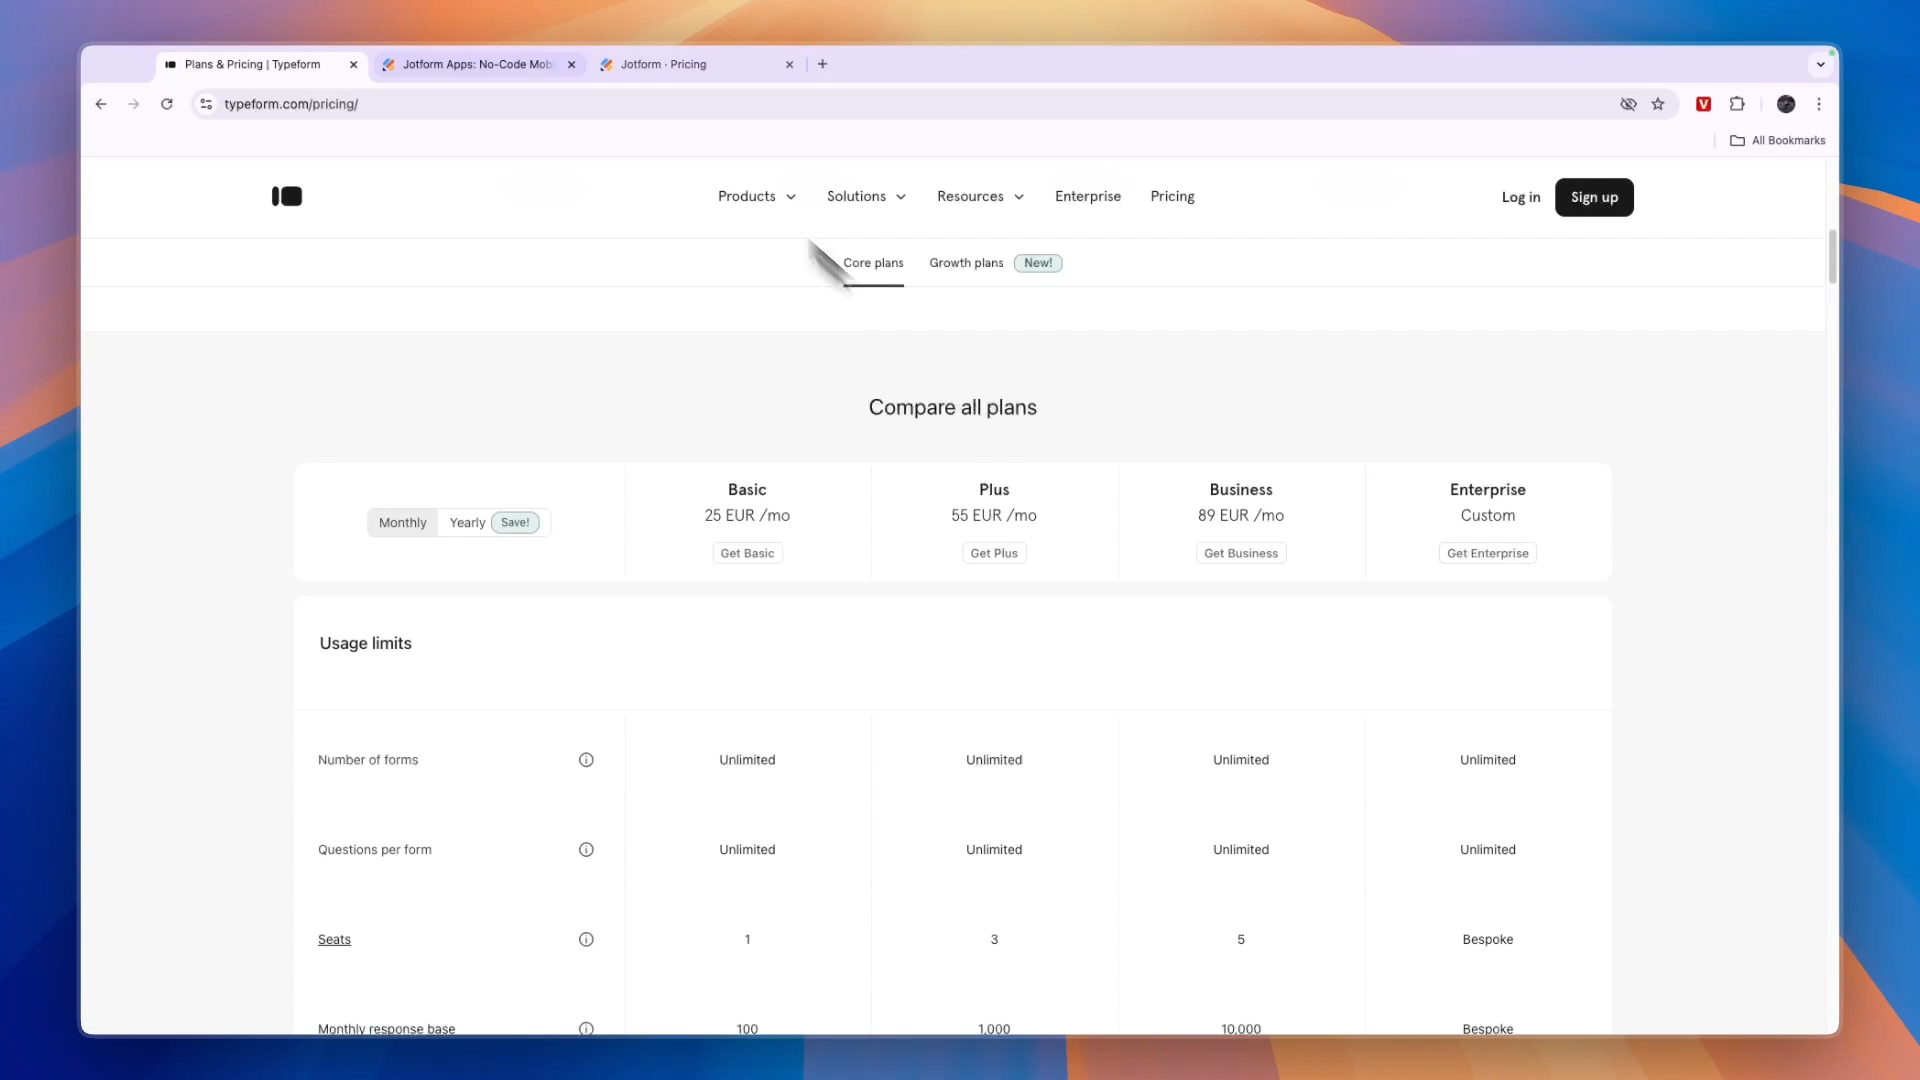 Plans & Pricing | Typeform
Jotform Apps: No-Code Mobi
Jotform · Pricing
typeform.com/pricing/
All Bookmarks
Products Solutions Resources Enterprise Pricing
Log in Sign up
Core plans Growth plans New!
Compare all plans
Monthly Yearly Save!
Basic Plus Business Enterprise
25 EUR /mo 55 EUR /mo 89 EUR /mo Custom
Get Basic Get Plus Get Business Get Enterprise
Usage limits
Number of forms Unlimited Unlimited Unlimited Unlimited
Questions per form Unlimited Unlimited Unlimited Unlimited
Seats 1 3 5 Bespoke
Monthly response base 100 1,000 10,000 Bespoke